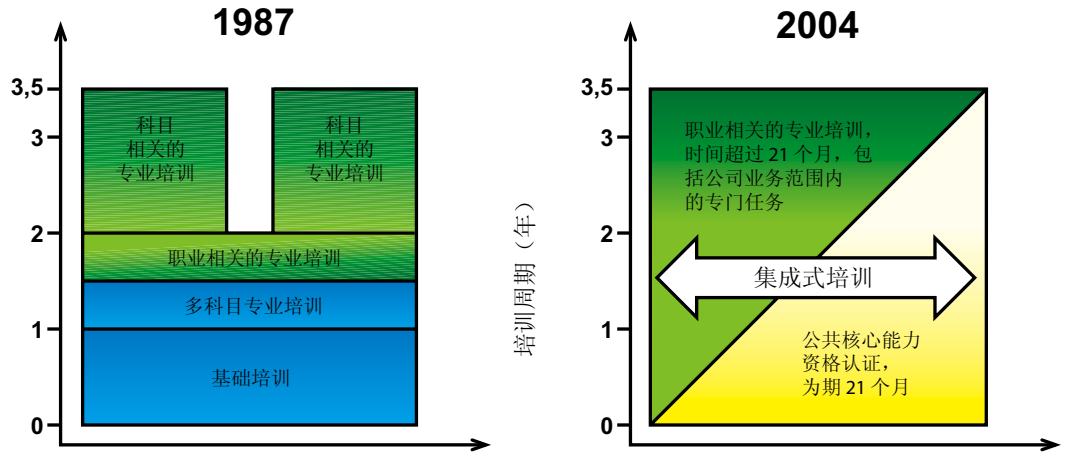 1987
3,5
3
2
1
0
科目
相关的
专业培训
科目
相关的
专业培训
职业相关的专业培训
多科目专业培训
基础培训
培训周期（年）
2004
3,5
3
2
1
0
职业相关的专业培训，
时间超过 21 个月，包
括公司业务范围内
的专门任务
集成式培训
公共核心能力
资格认证，
为期 21 个月